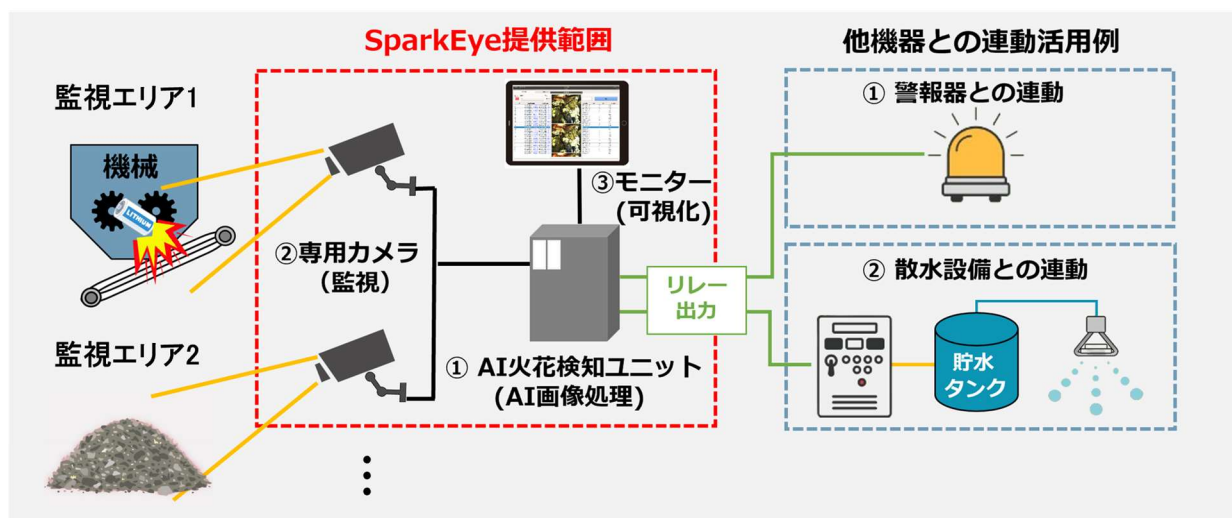 SparkEye提供範囲
他機器との連動活用例
監視エリア1
機械
LITHIUM
②専用カメラ
(監視)
③モニター
(可視化)
① 警報器との連動
リレー
出力
② 散水設備との連動
貯水
タンク
監視エリア2
① AI火花検知ユニット
(AI画像処理)